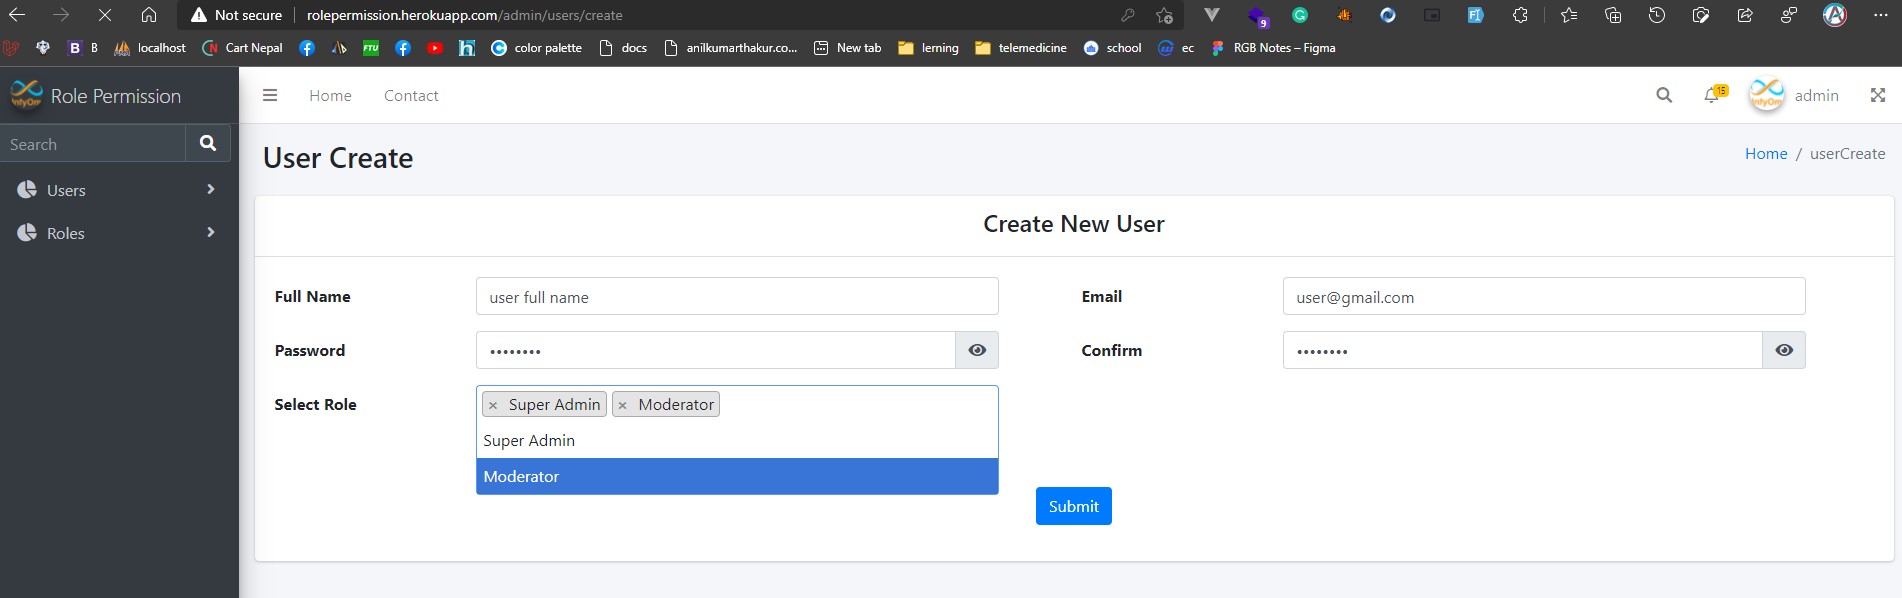 Not secure rolepermission.herokuapp.com/admin/users/create 9
B B localhost Cart Nepal FTU color palette docs anilkumarthakur.co... New tab lerning telemedicine school ec RGB Notes – Figma
Role Permission Home Contact 15 admin
Search
User Create Home / userCreate
Users
Roles
Create New User
Full Name user full name Email user@gmail.com
Password •••••••• Confirm ••••••••
Select Role × Super Admin × Moderator
Super Admin
Moderator
Submit